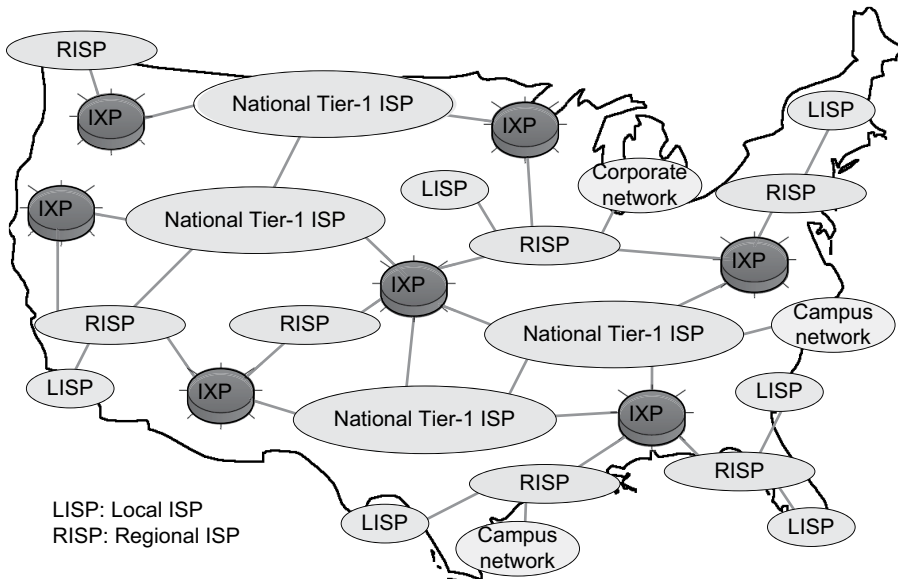 RISP
National Tier-1 ISP
IXP
IXP
LISP
LISP
Corporate
network
RISP
IXP
National Tier-1 ISP
RISP
IXP
IXP
RISP
RISP
National Tier-1 ISP
Campus
network
LISP
IXP
National Tier-1 ISP
IXP
LISP
RISP
RISP
LISP
LISP
Campus
network
LISP: Local ISP
RISP: Regional ISP